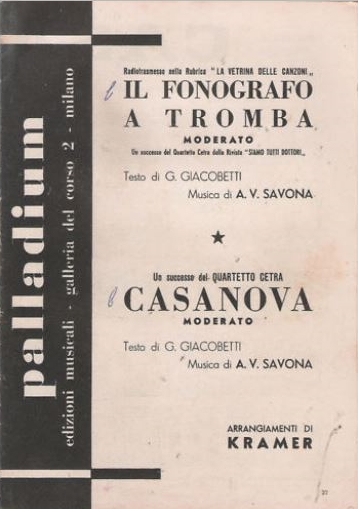 palladium
edizioni musicali - galleria del corso 2 - milano
Radiotrasmesso nella Rubrica "LA VETRINA DELLE CANZONI"
IL FONOGRAFO
A TROMBA
MODERATO
Un successo del Quartetto Cetra dalla Rivista "SIAMO TUTTI DOTTORI"
Testo di G. GIACOBETTI
Musica di A. V. SAVONA
★
Un successo del QUARTETTO CETRA
CASANOVA
MODERATO
Testo di G. GIACOBETTI
Musica di A. V. SAVONA
ARRANGIAMENTI DI
KRAMER